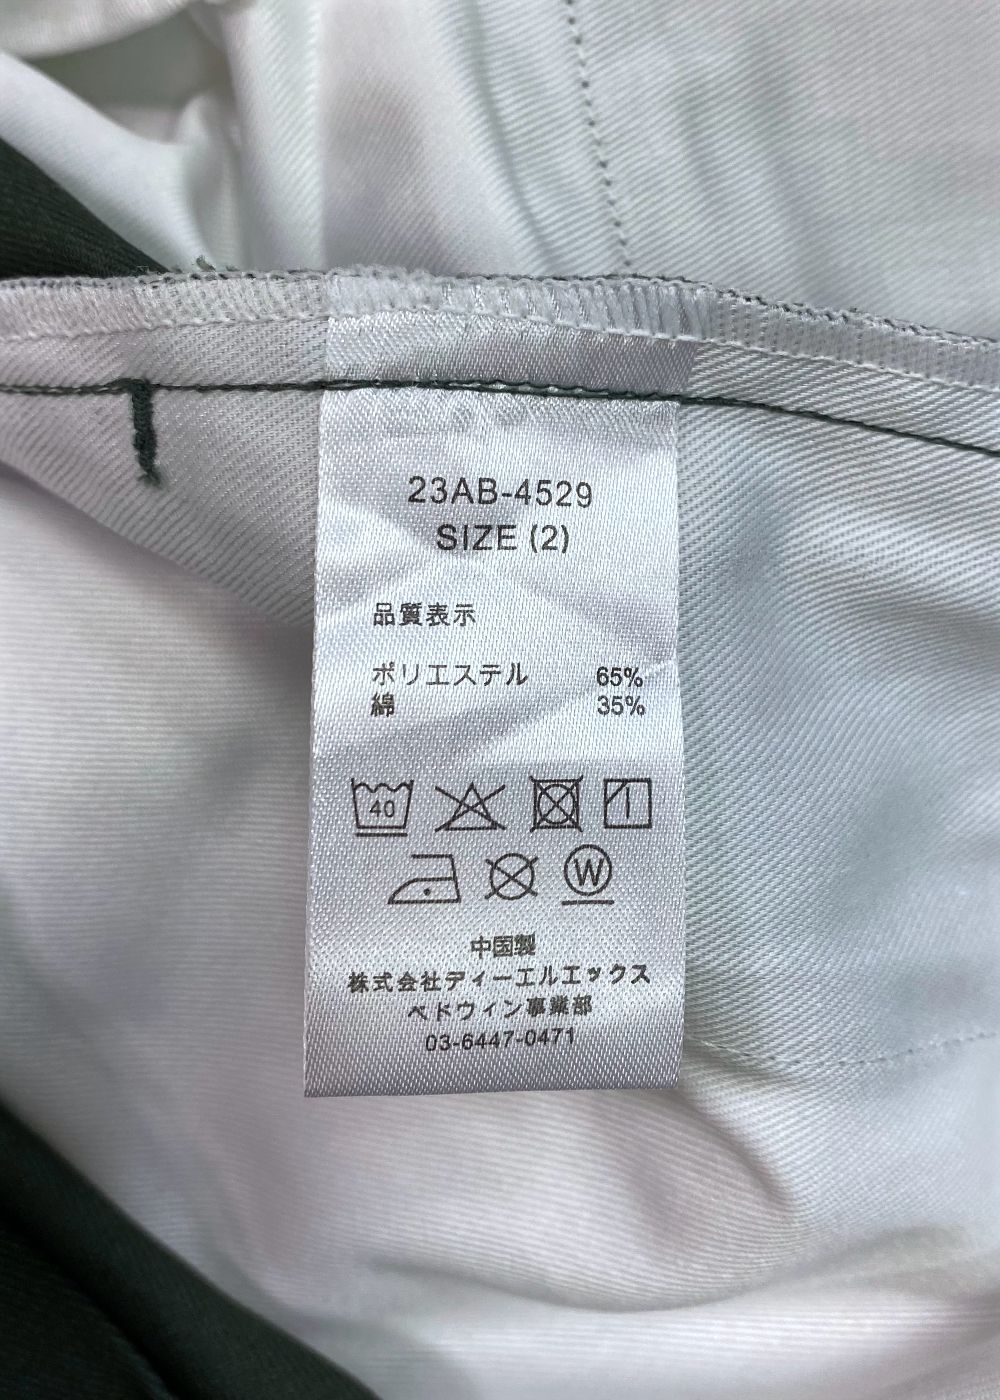 23AB-4529
SIZE (2)
品質表示
ポリエステル 65%
綿 35%
40
W
中国製
株式会社ディーエルエックス
ベドウィン事業部
03-6447-0471